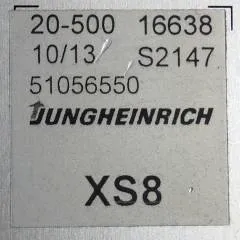 20-500 16638
10/13 S2147
51056550
JUNGHEINRICH
XS8